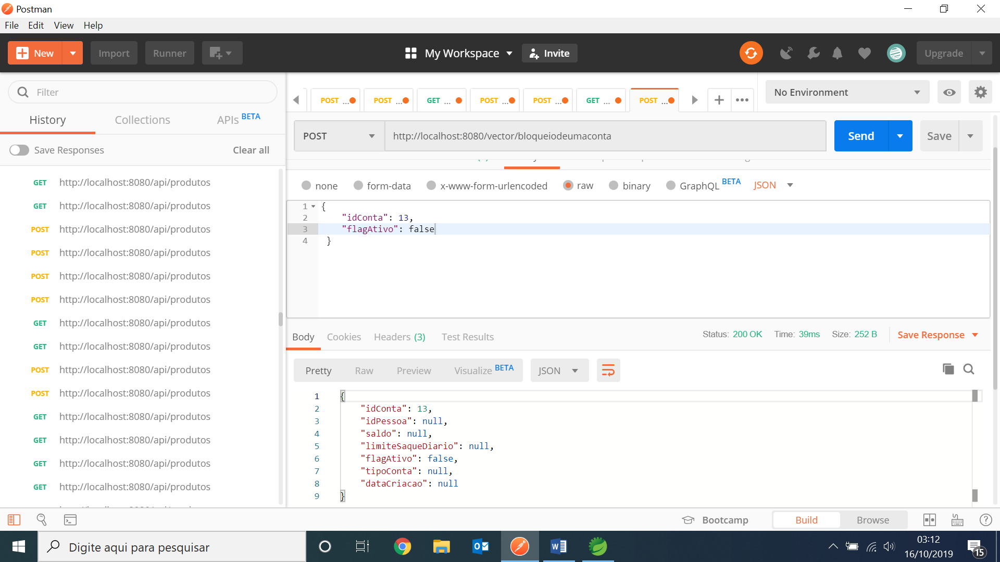 Postman
File Edit View Help
New Import Runner My Workspace Invite Upgrade
Filter
History Collections APIs BETA
Save Responses Clear all
GET http://localhost:8080/api/produtos
GET http://localhost:8080/api/produtos
POST http://localhost:8080/api/produtos
POST http://localhost:8080/api/produtos
POST http://localhost:8080/api/produtos
POST http://localhost:8080/api/produtos
GET http://localhost:8080/api/produtos
GET http://localhost:8080/api/produtos
POST http://localhost:8080/api/produtos
POST http://localhost:8080/api/produtos
GET http://localhost:8080/api/produtos
GET http://localhost:8080/api/produtos
GET http://localhost:8080/api/produtos
GET http://localhost:8080/api/produtos
POST ... POST ... GET ... POST ... POST ... GET ... POST ...
No Environment
POST http://localhost:8080/vector/bloqueiodeumaconta Send Save
none form-data x-www-form-urlencoded raw binary GraphQL BETA JSON
1 {
2 "idConta": 13,
3 "flagAtivo": false
4 }
Body Cookies Headers (3) Test Results Status: 200 OK Time: 39ms Size: 252 B Save Response
Pretty Raw Preview Visualize BETA JSON
1 {
2 "idConta": 13,
3 "idPessoa": null,
4 "saldo": null,
5 "limiteSaqueDiario": null,
6 "flagAtivo": false,
7 "tipoConta": null,
8 "dataCriacao": null
9 }
Bootcamp Build Browse
Digite aqui para pesquisar
03:12
16/10/2019
15